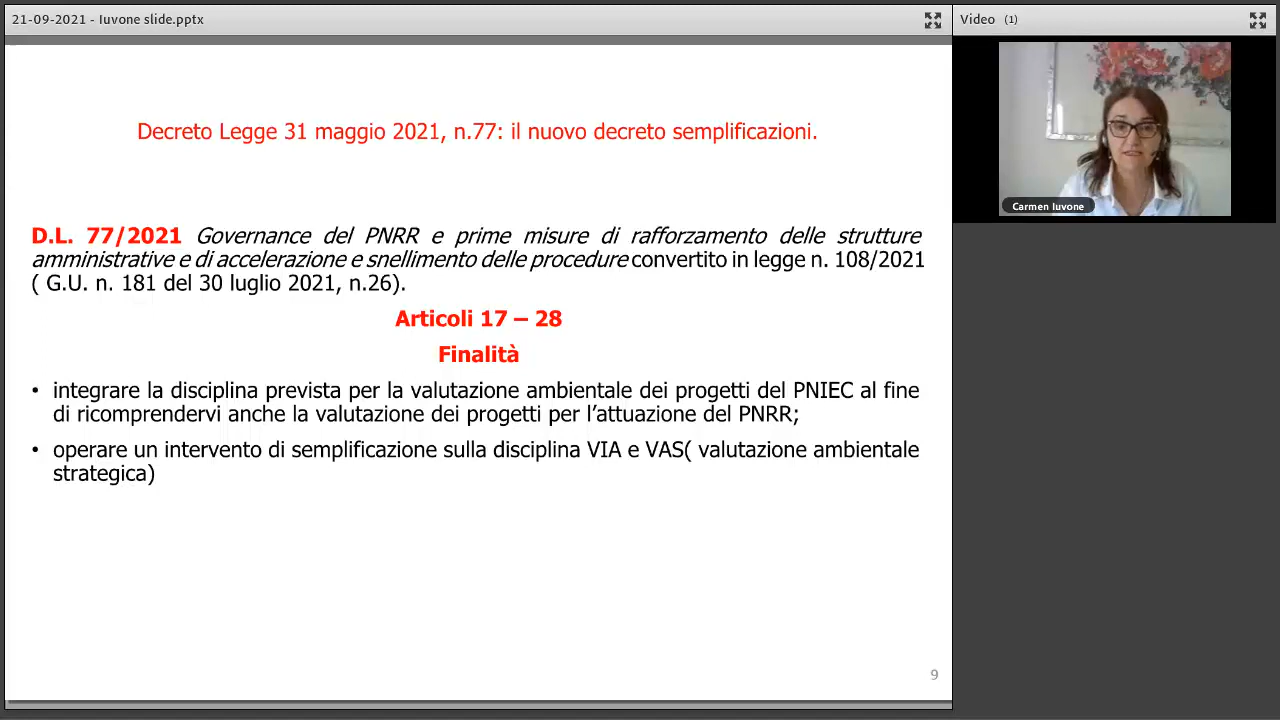 21-09-2021 - Iuvone slide.pptx
Video (1)
Carmen Iuvone
Decreto Legge 31 maggio 2021, n.77: il nuovo decreto semplificazioni.
D.L. 77/2021 Governance del PNRR e prime misure di rafforzamento delle strutture
amministrative e di accelerazione e snellimento delle procedure convertito in legge n. 108/2021
( G.U. n. 181 del 30 luglio 2021, n.26).
Articoli 17 – 28
Finalità
• integrare la disciplina prevista per la valutazione ambientale dei progetti del PNIEC al fine
di ricomprendervi anche la valutazione dei progetti per l’attuazione del PNRR;
• operare un intervento di semplificazione sulla disciplina VIA e VAS( valutazione ambientale
strategica)
9